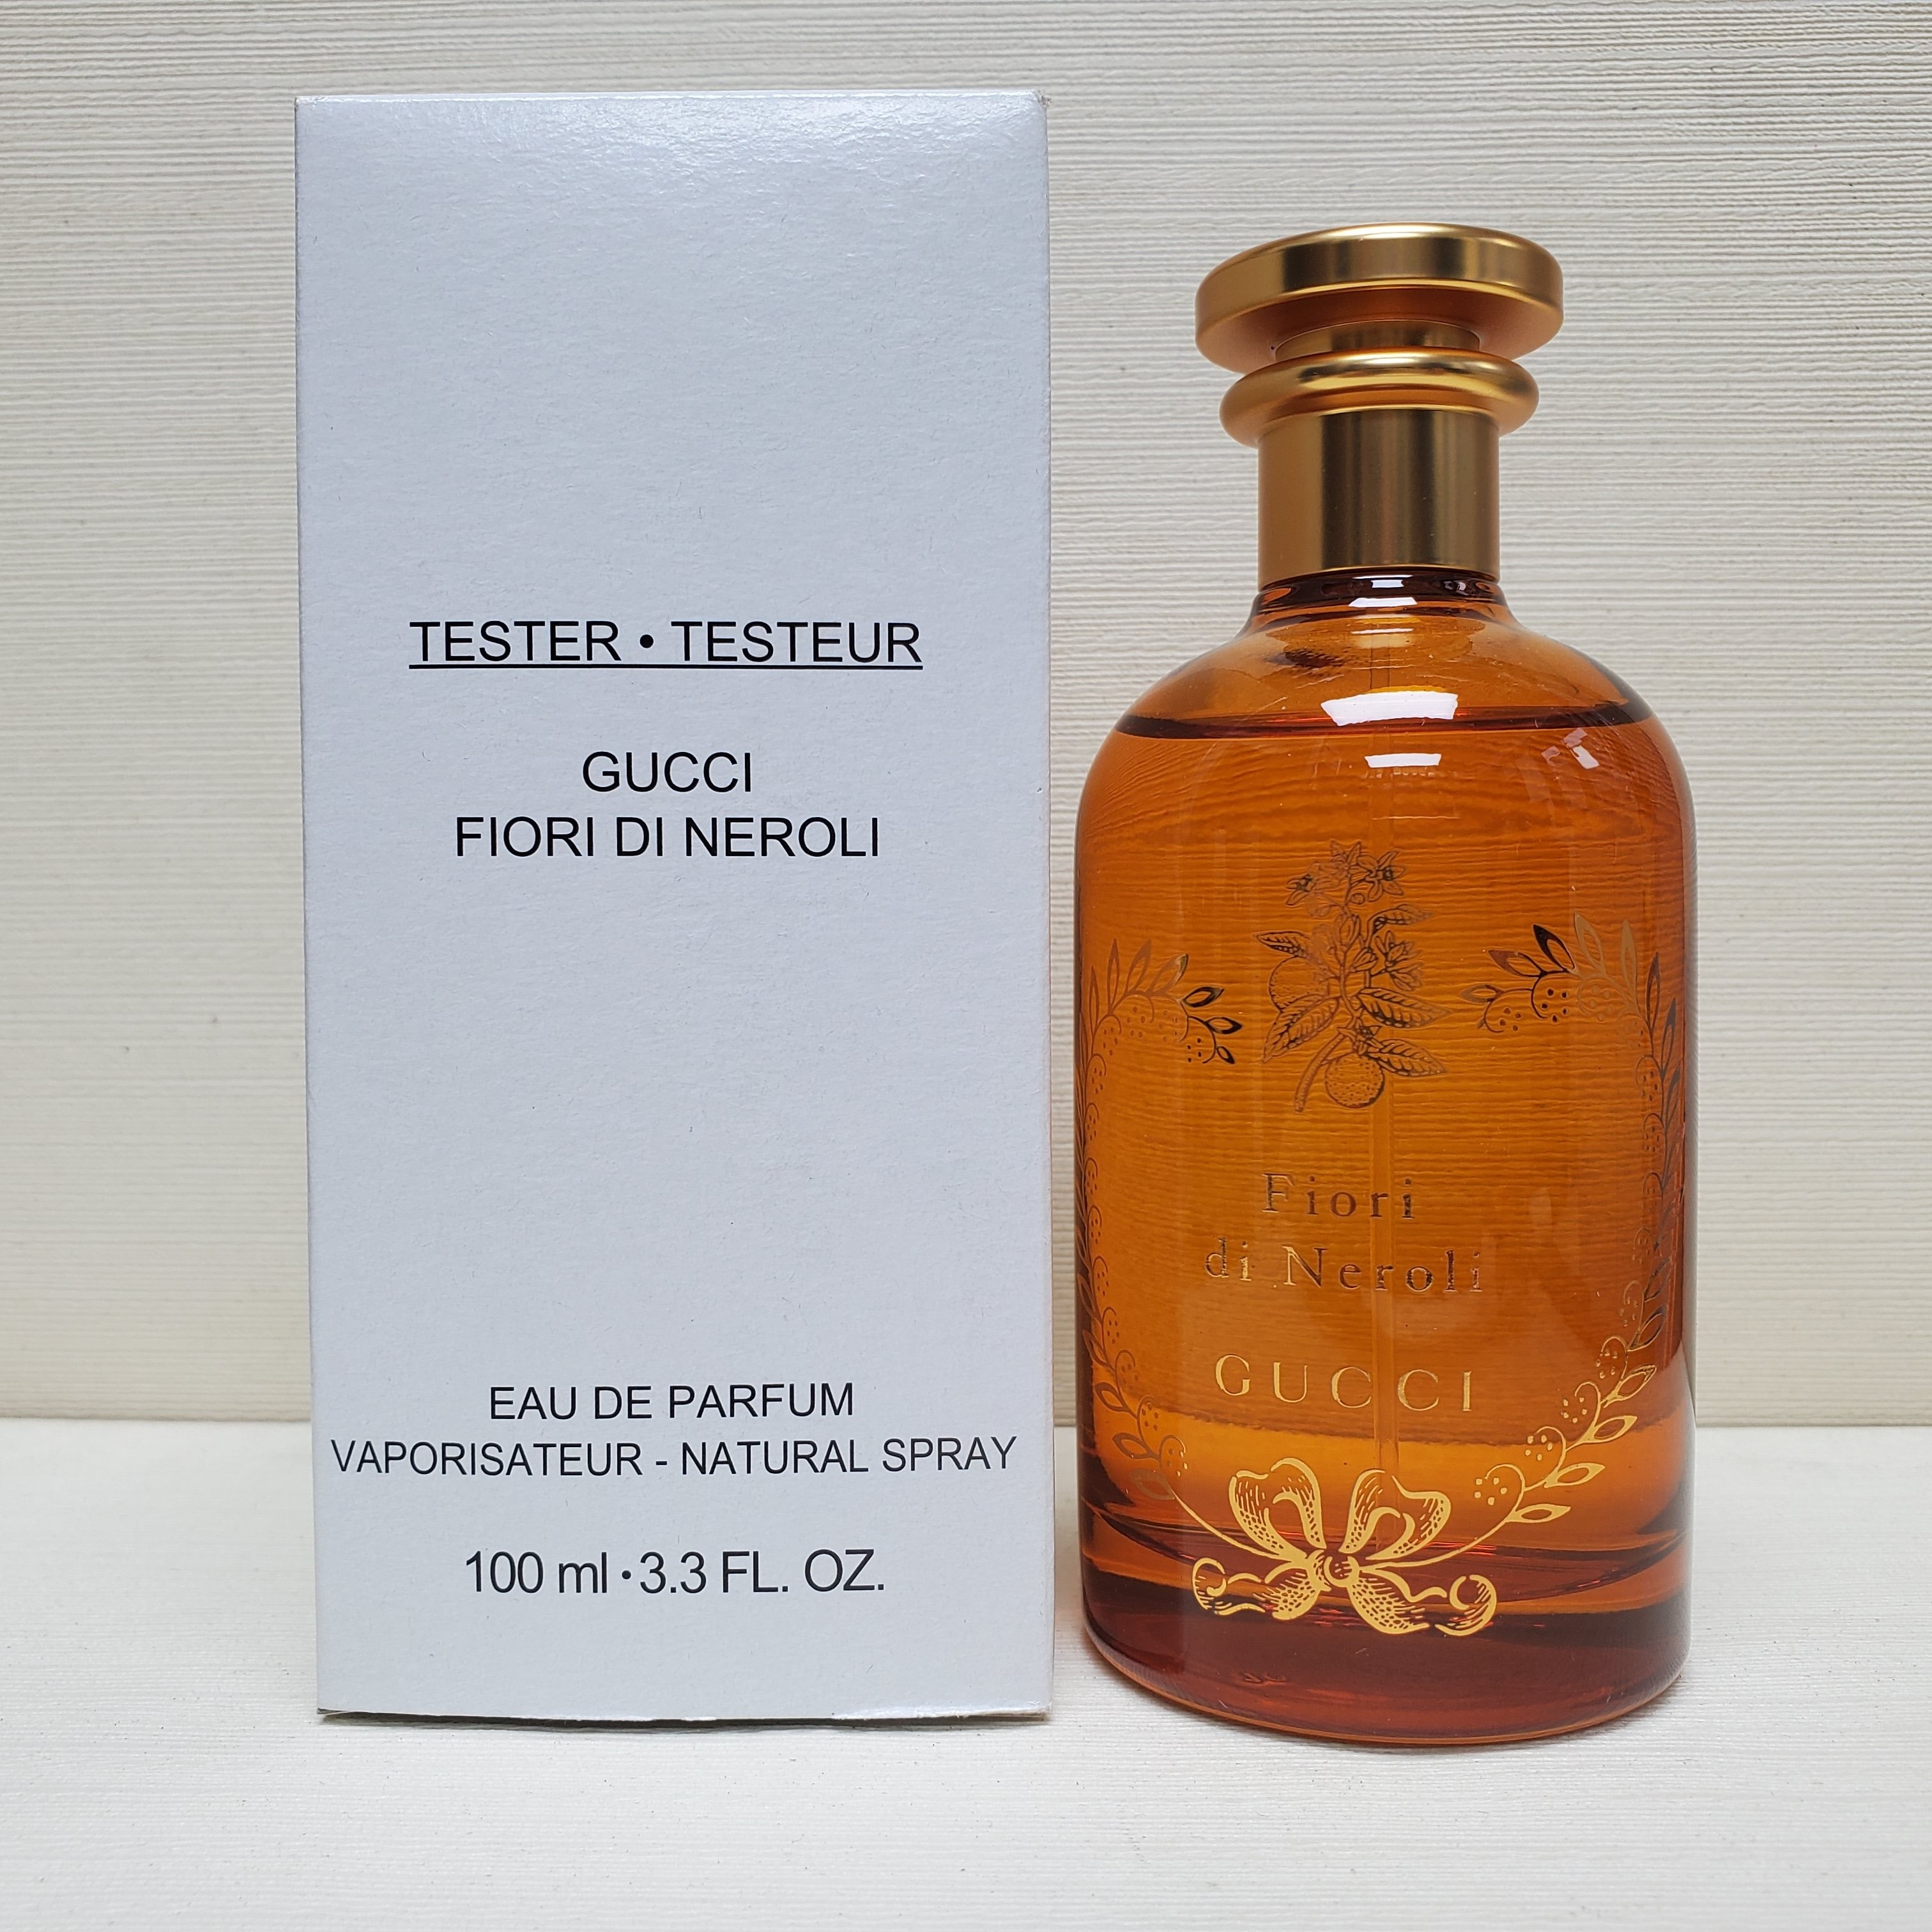 TESTER • TESTEUR
GUCCI
FIORI DI NEROLI
EAU DE PARFUM
VAPORISATEUR - NATURAL SPRAY
100 ml • 3.3 FL. OZ.
Fiori
di Neroli
GUCCI